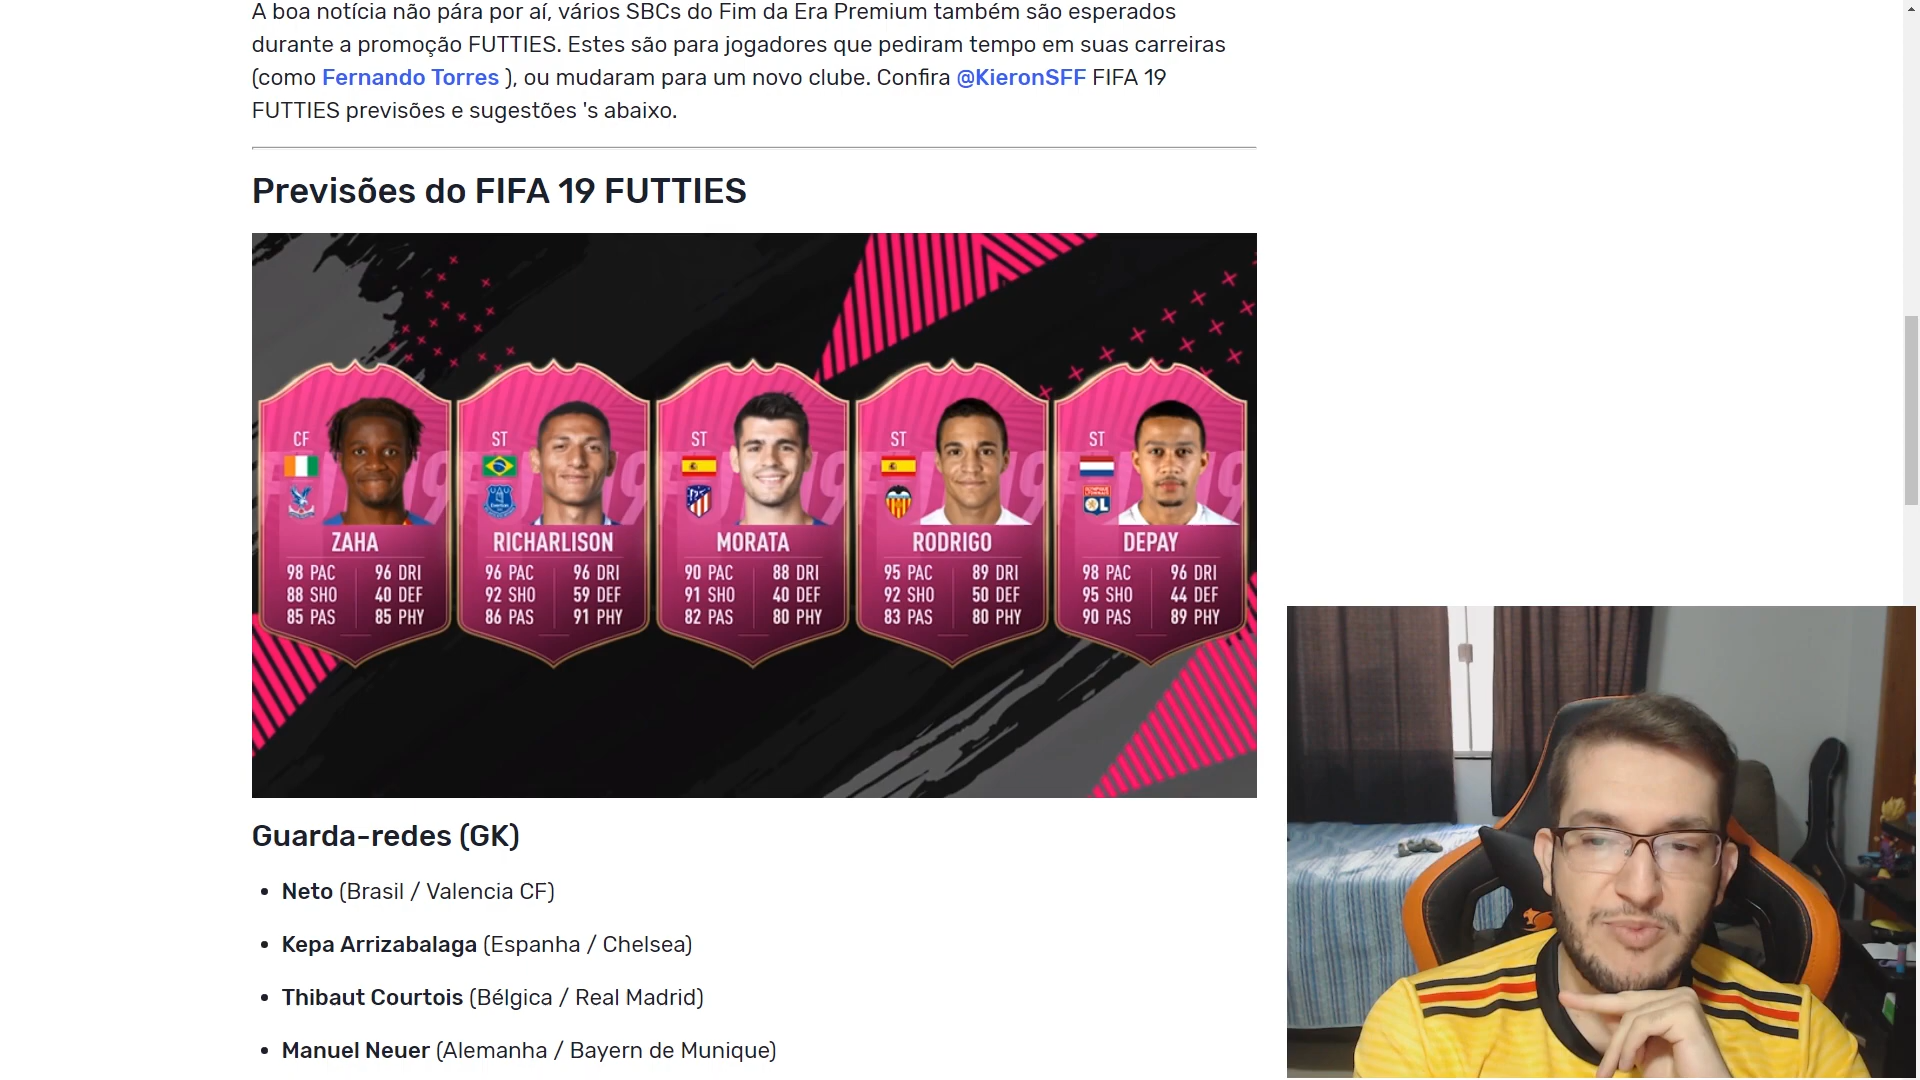 A boa notícia não pára por aí, vários SBCs do Fim da Era Premium também são esperados
durante a promoção FUTTIES. Estes são para jogadores que pediram tempo em suas carreiras
(como Fernando Torres ), ou mudaram para um novo clube. Confira @KieronSFF FIFA 19
FUTTIES previsões e sugestões 's abaixo.
Previsões do FIFA 19 FUTTIES
CF
ZAHA
98 PAC 96 DRI
88 SHO 40 DEF
85 PAS 85 PHY
ST
RICHARLISON
96 PAC 96 DRI
92 SHO 59 DEF
86 PAS 91 PHY
ST
MORATA
90 PAC 88 DRI
91 SHO 40 DEF
82 PAS 80 PHY
ST
RODRIGO
95 PAC 89 DRI
92 SHO 50 DEF
83 PAS 80 PHY
ST
DEPAY
98 PAC 96 DRI
95 SHO 44 DEF
90 PAS 89 PHY
Guarda-redes (GK)
• Neto (Brasil / Valencia CF)
• Kepa Arrizabalaga (Espanha / Chelsea)
• Thibaut Courtois (Bélgica / Real Madrid)
• Manuel Neuer (Alemanha / Bayern de Munique)